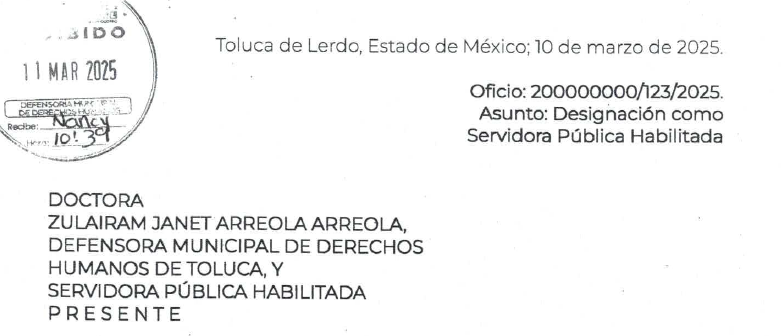 IBIDO
11 MAR 2025
DEFENSORIA MUNICIPAL
DE DERECHOS HUMANOS
Recibe: Nancy
Hora: 10:39
Toluca de Lerdo, Estado de México; 10 de marzo de 2025.
Oficio: 200000000/123/2025.
Asunto: Designación como
Servidora Pública Habilitada
DOCTORA
ZULAIRAM JANET ARREOLA ARREOLA,
DEFENSORA MUNICIPAL DE DERECHOS
HUMANOS DE TOLUCA, Y
SERVIDORA PÚBLICA HABILITADA
P R E S E N T E